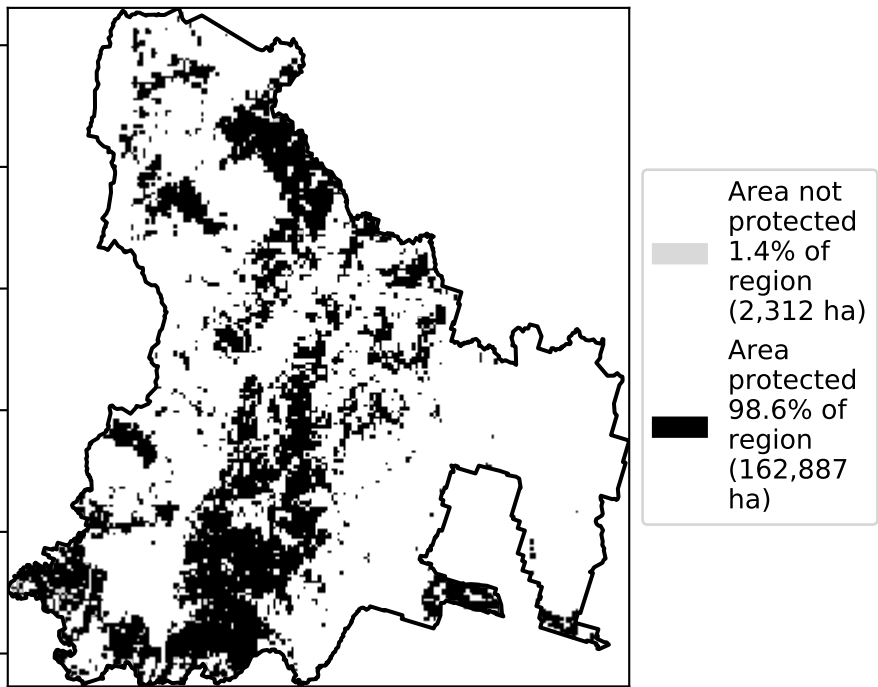 Area not
protected
1.4% of
region
(2,312 ha)
Area
protected
98.6% of
region
(162,887
ha)